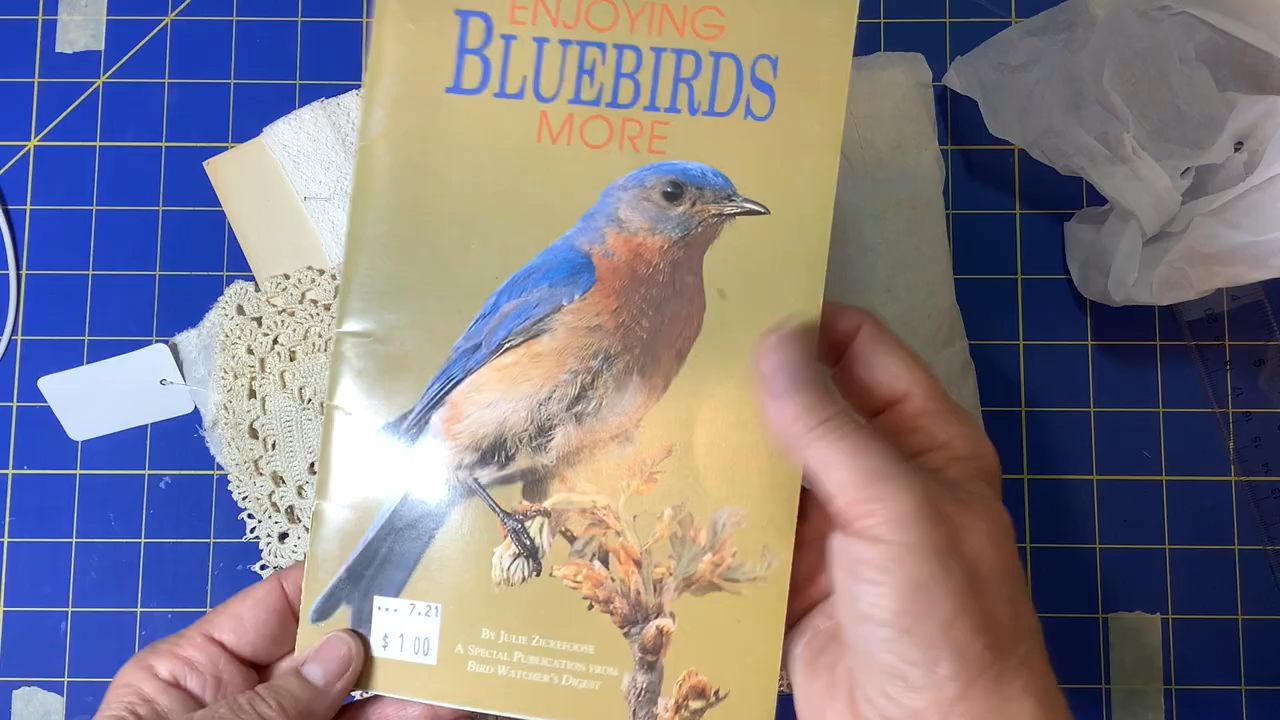 ENJOYING
BLUEBIRDS
MORE
... 7.21
$1.00
BY JULIE ZICKEFOOSE
A SPECIAL PUBLICATION FROM
BIRD WATCHER'S DIGEST